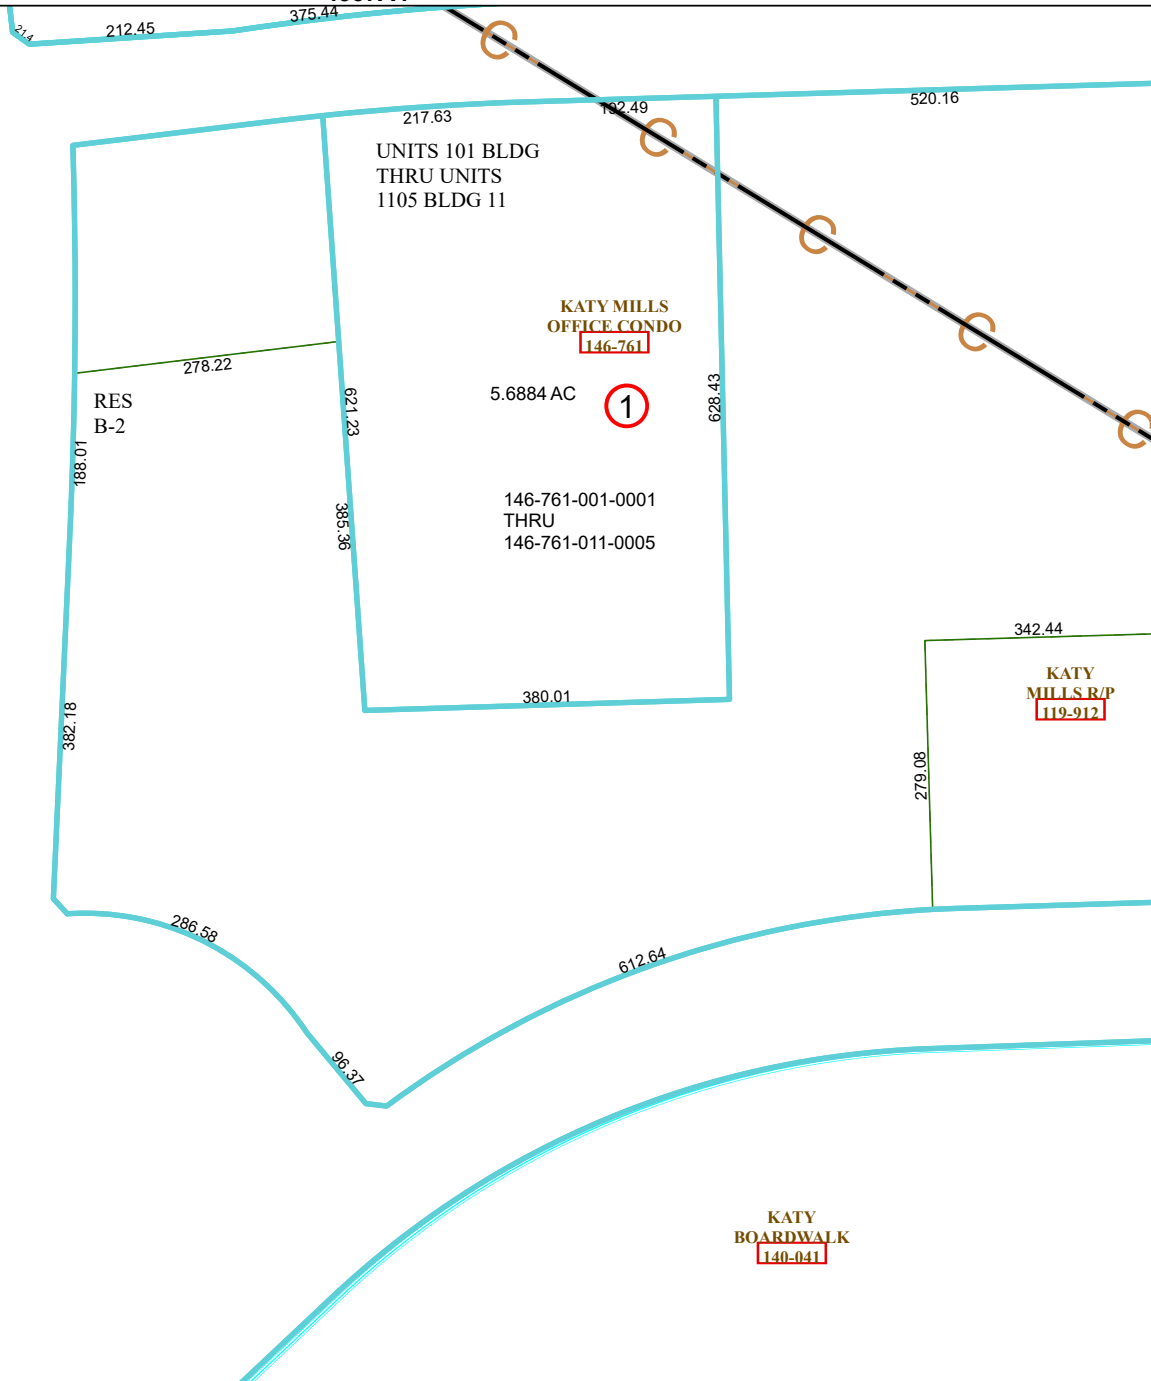 375.44
212.45
21.4
217.63
192.49
520.16
UNITS 101 BLDG
THRU UNITS
1105 BLDG 11
KATY MILLS
OFFICE CONDO
146-761
278.22
5.6884 AC
1
621.23
628.43
RES
B-2
188.01
385.36
146-761-001-0001
THRU
146-761-011-0005
342.44
KATY
MILLS R/P
119-912
380.01
382.18
279.08
286.58
612.64
96.37
KATY
BOARDWALK
140-041